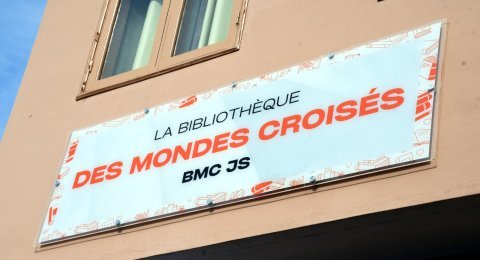 LA BIBLIOTHÈQUE
DES MONDES CROISÉS
BMC JS